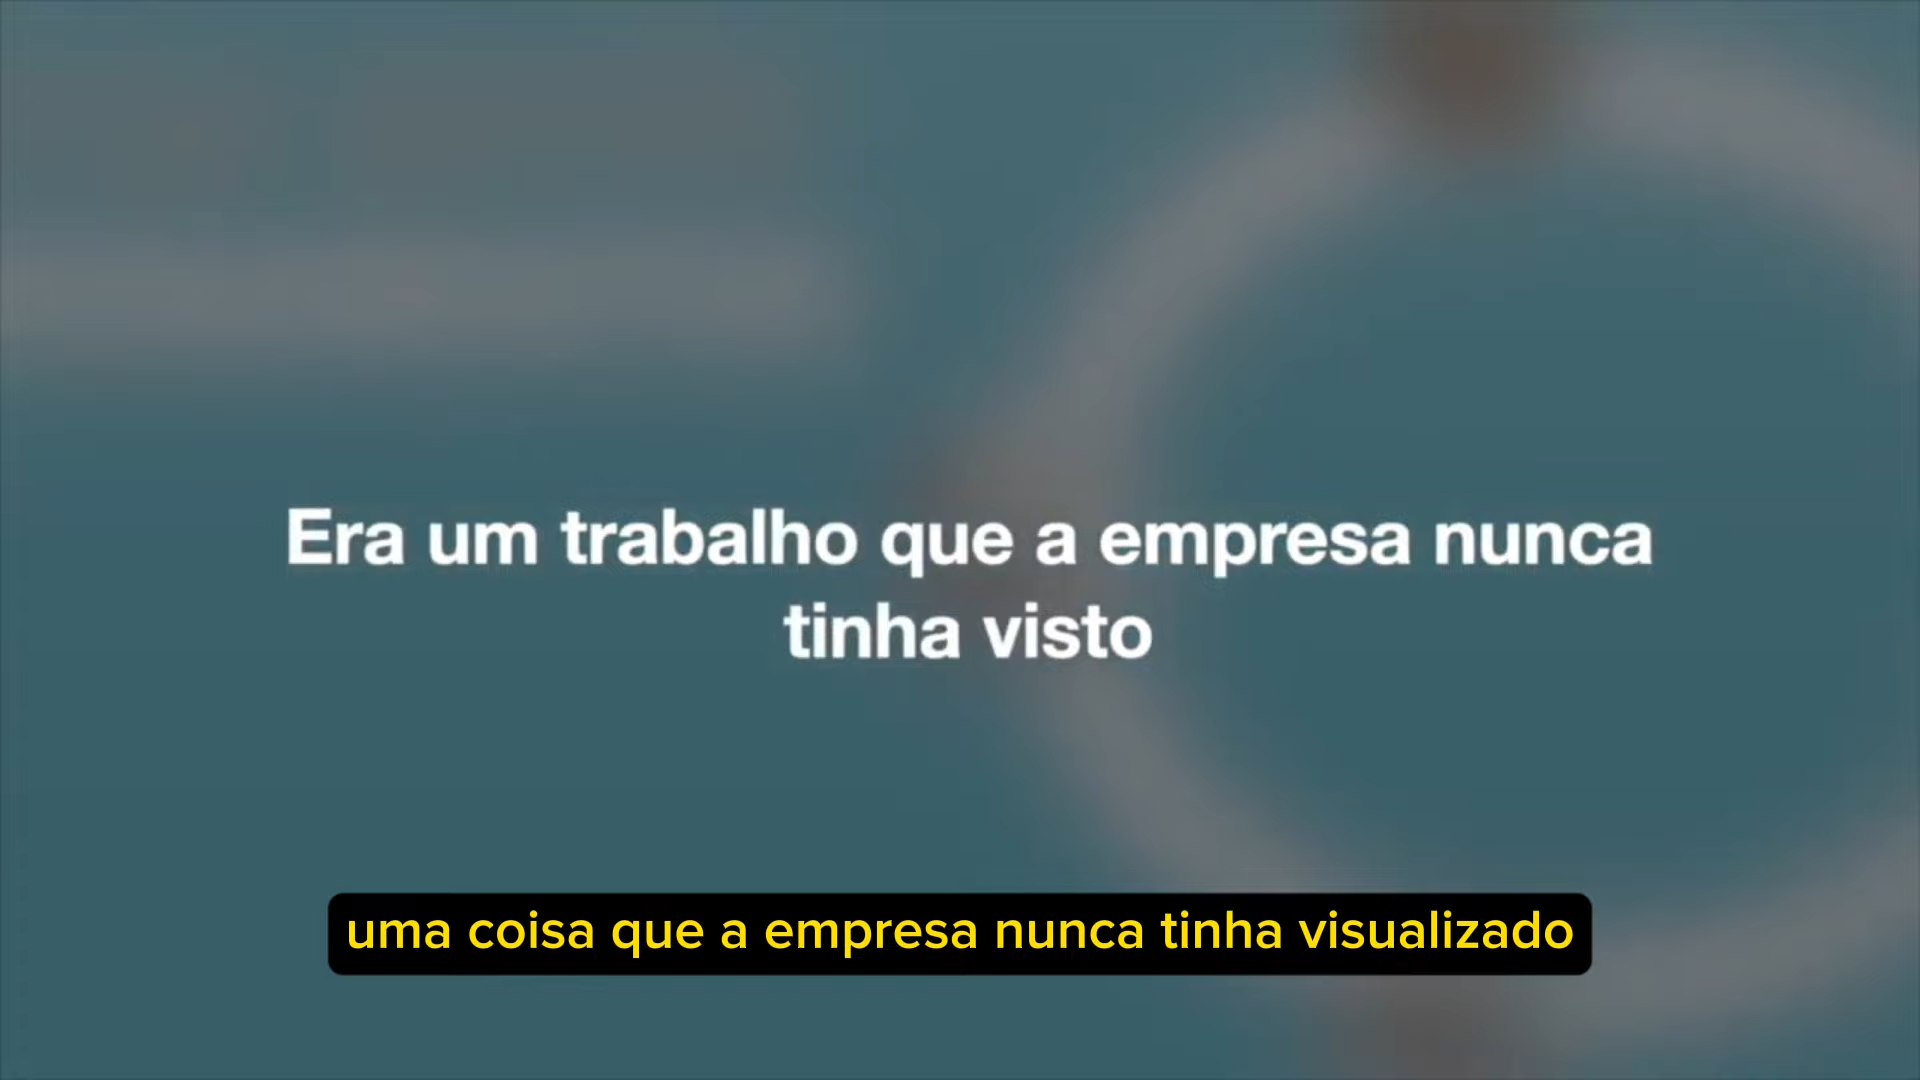 Era um trabalho que a empresa nunca
tinha visto
uma coisa que a empresa nunca tinha visualizado